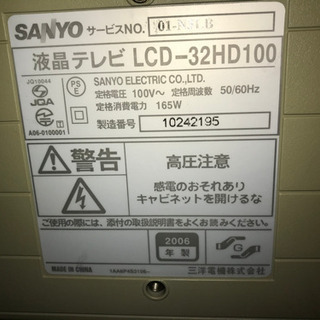 SANYO サービスNO.
液晶テレビ LCD-32HD100
JQ10044
JQA
A06-0100001
PS
E
SANYO ELECTRIC CO.,LTD.
定格電圧 100V～ 定格周波数 50/60Hz
定格消費電力 165W
製造番号 10242195
警告
高圧注意
感電のおそれあり
キャビネットを開けるな
ご使用の際には、添付の取扱説明書をよくお読みください
2006
年 製
MADE IN CHINA
三洋電機株式会社